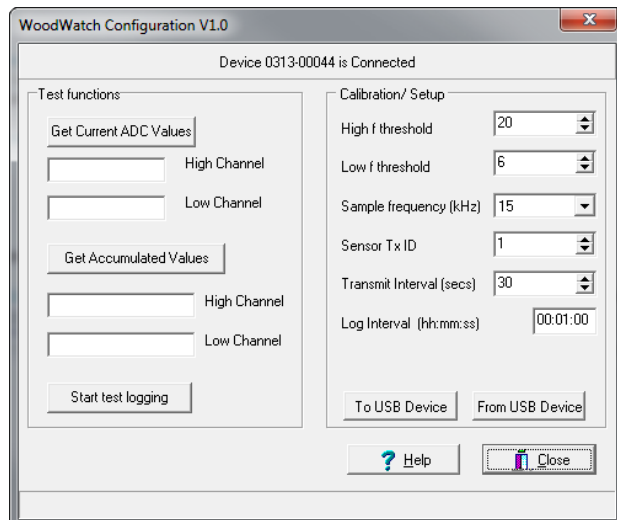 WoodWatch Configuration V1.0
Device 0313-00044 is Connected
Test functions
Get Current ADC Values
High Channel
Low Channel
Get Accumulated Values
High Channel
Low Channel
Start test logging
Calibration/ Setup
High f threshold 20
Low f threshold 6
Sample frequency (kHz) 15
Sensor Tx ID 1
Transmit Interval (secs) 30
Log Interval (hh:mm:ss) 00:01:00
To USB Device From USB Device
? Help Close